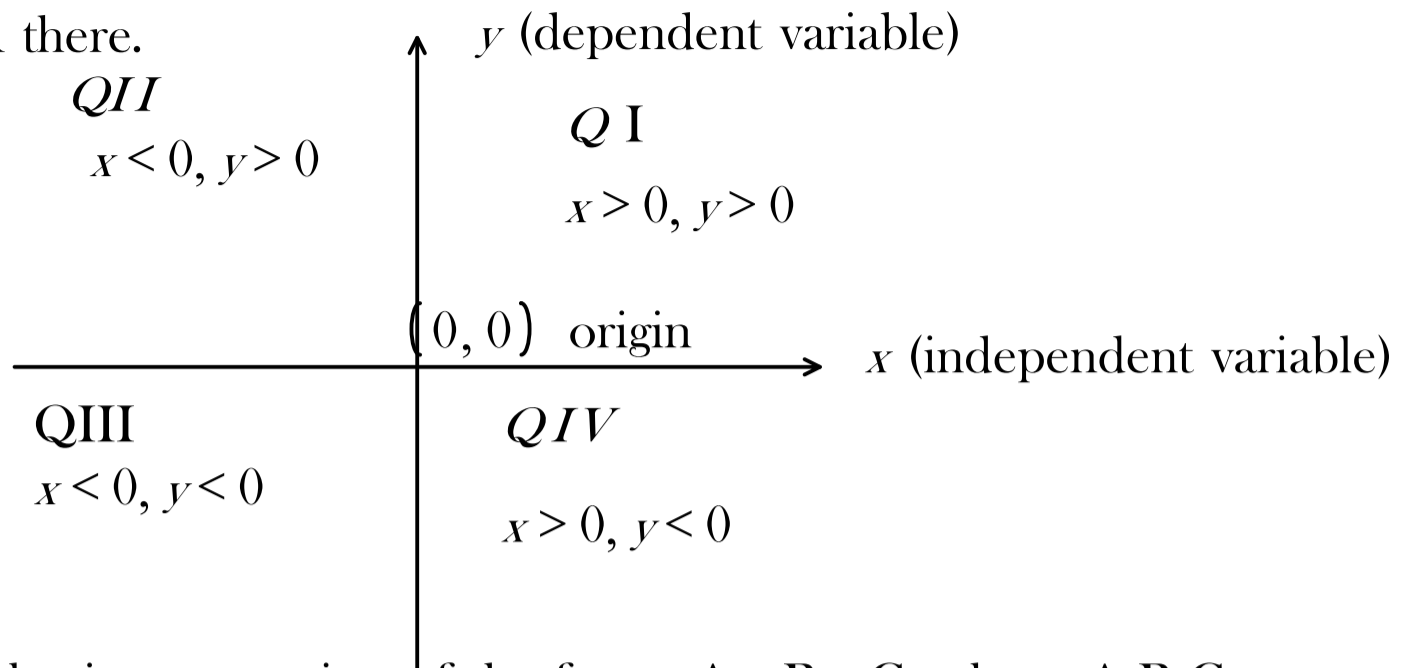 there.
y (dependent variable)
QII
x < 0, y > 0
Q I
x > 0, y > 0
(0, 0) origin
x (independent variable)
QIII
x < 0, y < 0
QIV
x > 0, y < 0